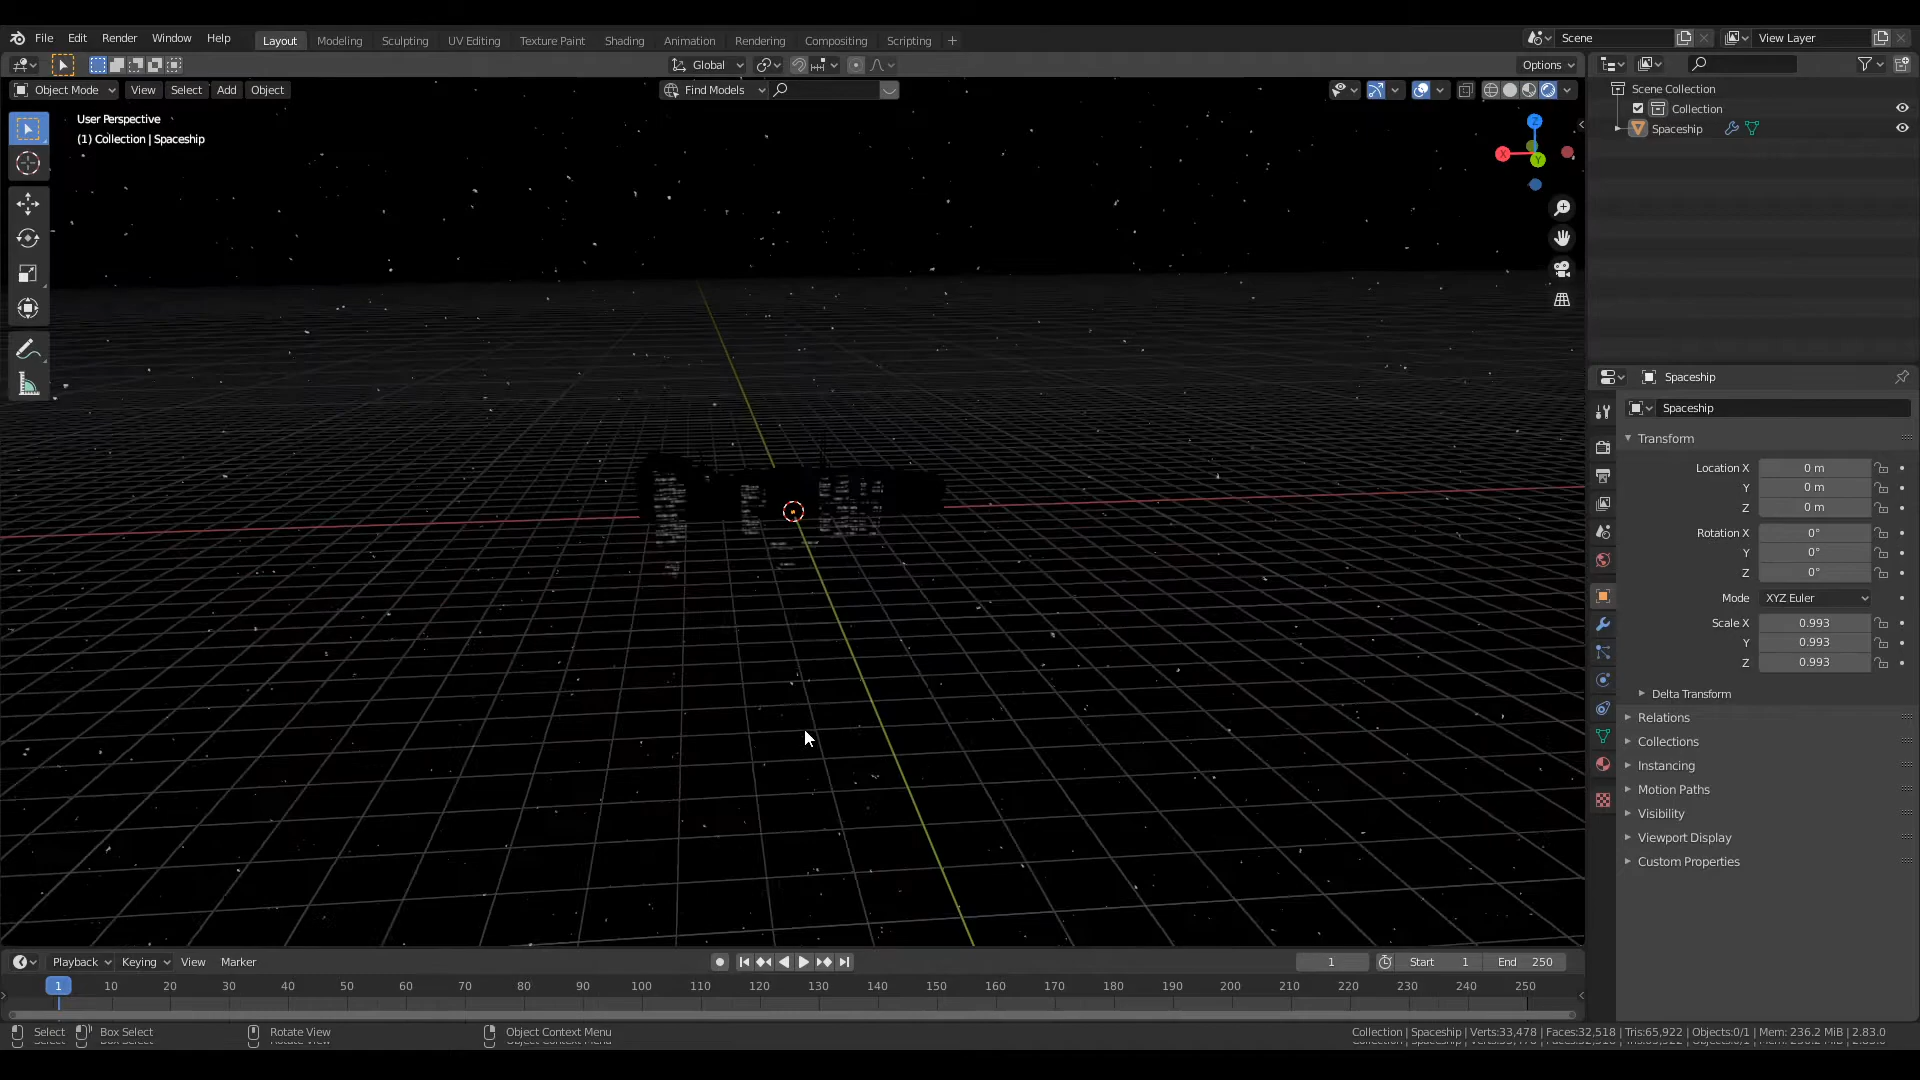 File Edit Render Window Help Layout Modeling Sculpting UV Editing Texture Paint Shading Animation Rendering Compositing Scripting + Scene View Layer
Global Options
Object Mode View Select Add Object Find Models
User Perspective
(1) Collection | Spaceship
Z
X
Y
Scene Collection
Collection
Spaceship
Spaceship
Spaceship
Transform
Location X 0 m
Y 0 m
Z 0 m
Rotation X 0°
Y 0°
Z 0°
Mode XYZ Euler
Scale X 0.993
Y 0.993
Z 0.993
Delta Transform
Relations
Collections
Instancing
Motion Paths
Visibility
Viewport Display
Custom Properties
Playback Keying View Marker 1 Start 1 End 250
1 10 20 30 40 50 60 70 80 90 100 110 120 130 140 150 160 170 180 190 200 210 220 230 240 250
Select Box Select Rotate View Object Context Menu Collection | Spaceship | Verts:33,478 | Faces:32,518 | Tris:65,922 | Objects:0/1 | Mem: 236.2 MiB | 2.83.0